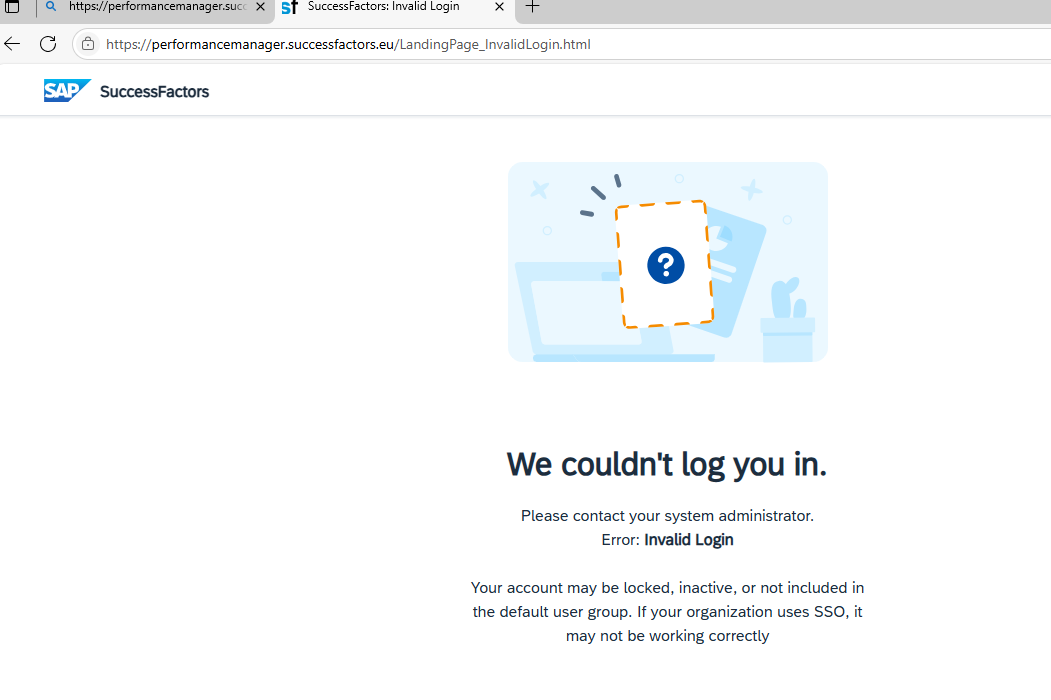 https://performancemanager.succ
SuccessFactors: Invalid Login
https://performancemanager.successfactors.eu/LandingPage_InvalidLogin.html
SAP SuccessFactors
?
We couldn't log you in.
Please contact your system administrator.
Error: Invalid Login
Your account may be locked, inactive, or not included in
the default user group. If your organization uses SSO, it
may not be working correctly